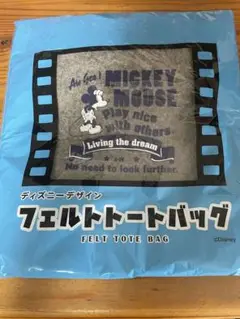 Are Geo!
MICKEY
MOUSE
Play nice
with others
Living the dream
No need to look further.
ディズニーデザイン
フェルトトートバッグ
FELT TOTE BAG
©Disney